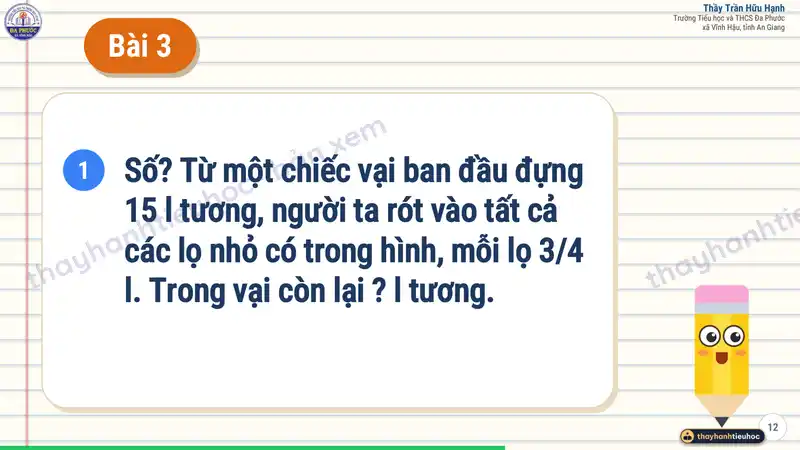 Thầy Trần Hữu Hạnh
Trường Tiểu học và THCS Đa Phước
xã Vĩnh Hậu, tỉnh An Giang
ĐA PHƯỚC
Bài 3
1
Số? Từ một chiếc vại ban đầu đựng
15 l tương, người ta rót vào tất cả
các lọ nhỏ có trong hình, mỗi lọ 3/4
l. Trong vại còn lại ? l tương.
12
thayhanhtieuhoc